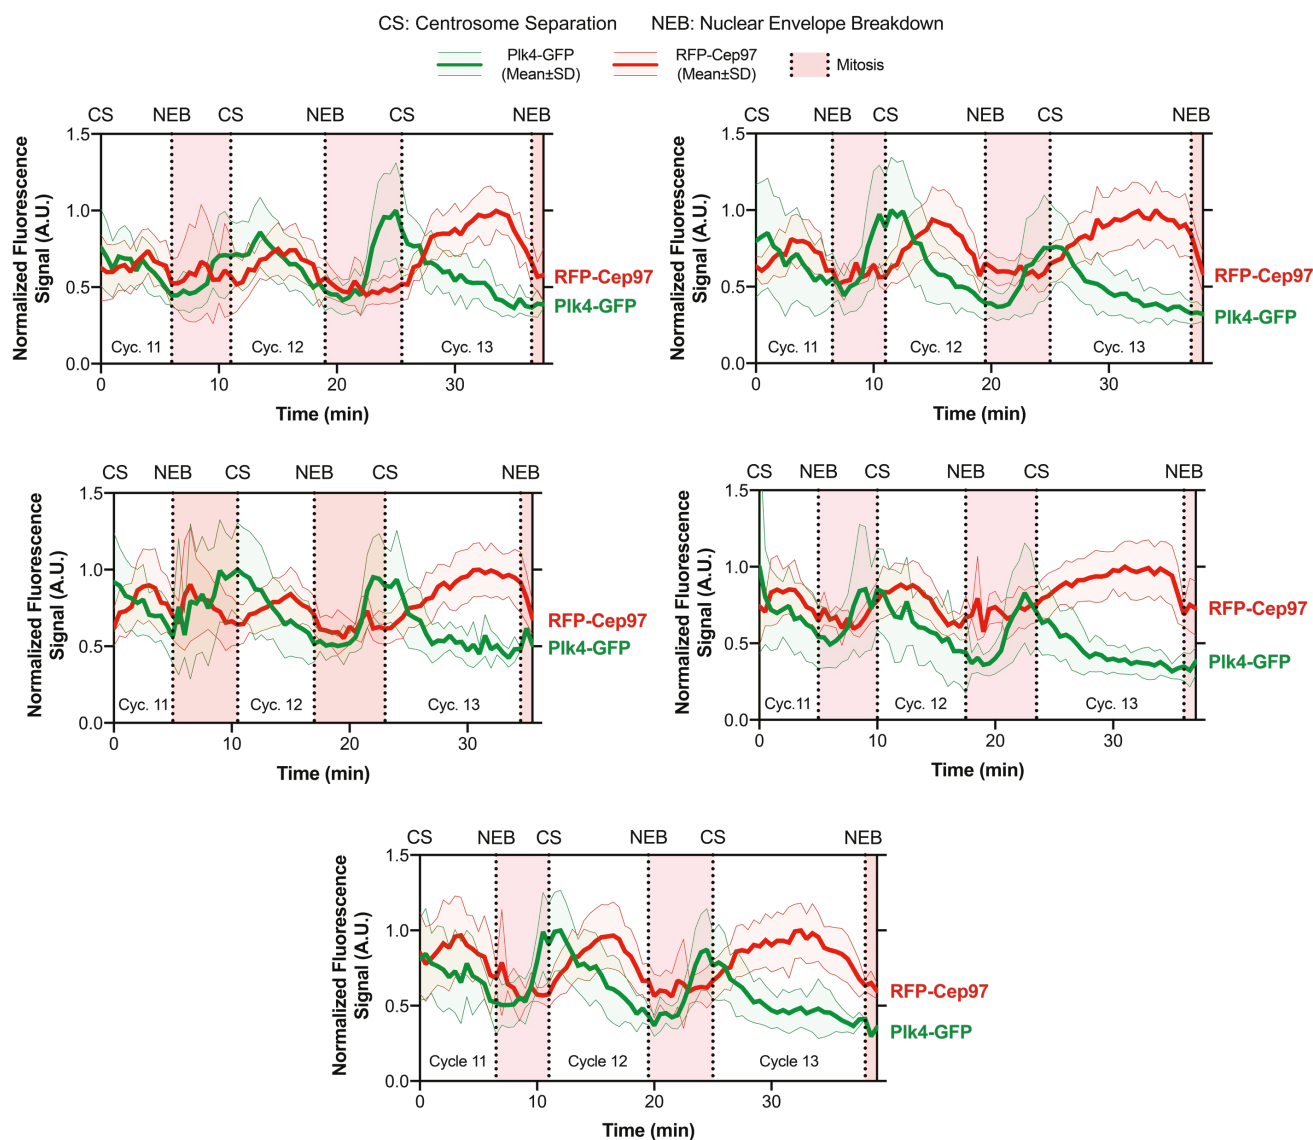 CS: Centrosome Separation NEB: Nuclear Envelope Breakdown
Plk4-GFP
(Mean±SD)
RFP-Cep97
(Mean±SD)
Mitosis
CS NEB CS NEB CS NEB
1.5
1.0
0.5
0.0
Normalized Fluorescence
Signal (A.U.)
Cyc. 11 Cyc. 12 Cyc. 13
RFP-Cep97
Plk4-GFP
0 10 20 30
Time (min)
CS NEB CS NEB CS NEB
1.5
1.0
0.5
0.0
Normalized Fluorescence
Signal (A.U.)
Cyc. 11 Cyc. 12 Cyc. 13
RFP-Cep97
Plk4-GFP
0 10 20 30
Time (min)
CS NEB CS NEB CS NEB
1.5
1.0
0.5
0.0
Normalized Fluorescence
Signal (A.U.)
Cyc. 11 Cyc. 12 Cyc. 13
RFP-Cep97
Plk4-GFP
0 10 20 30
Time (min)
CS NEB CS NEB CS NEB
1.5
1.0
0.5
0.0
Normalized Fluorescence
Signal (A.U.)
Cyc.11 Cyc. 12 Cyc. 13
RFP-Cep97
Plk4-GFP
0 10 20 30
Time (min)
CS NEB CS NEB CS NEB
1.5
1.0
0.5
0.0
Normalized Fluorescence
Signal (A.U.)
Cycle 11 Cycle 12 Cycle 13
RFP-Cep97
Plk4-GFP
0 10 20 30
Time (min)